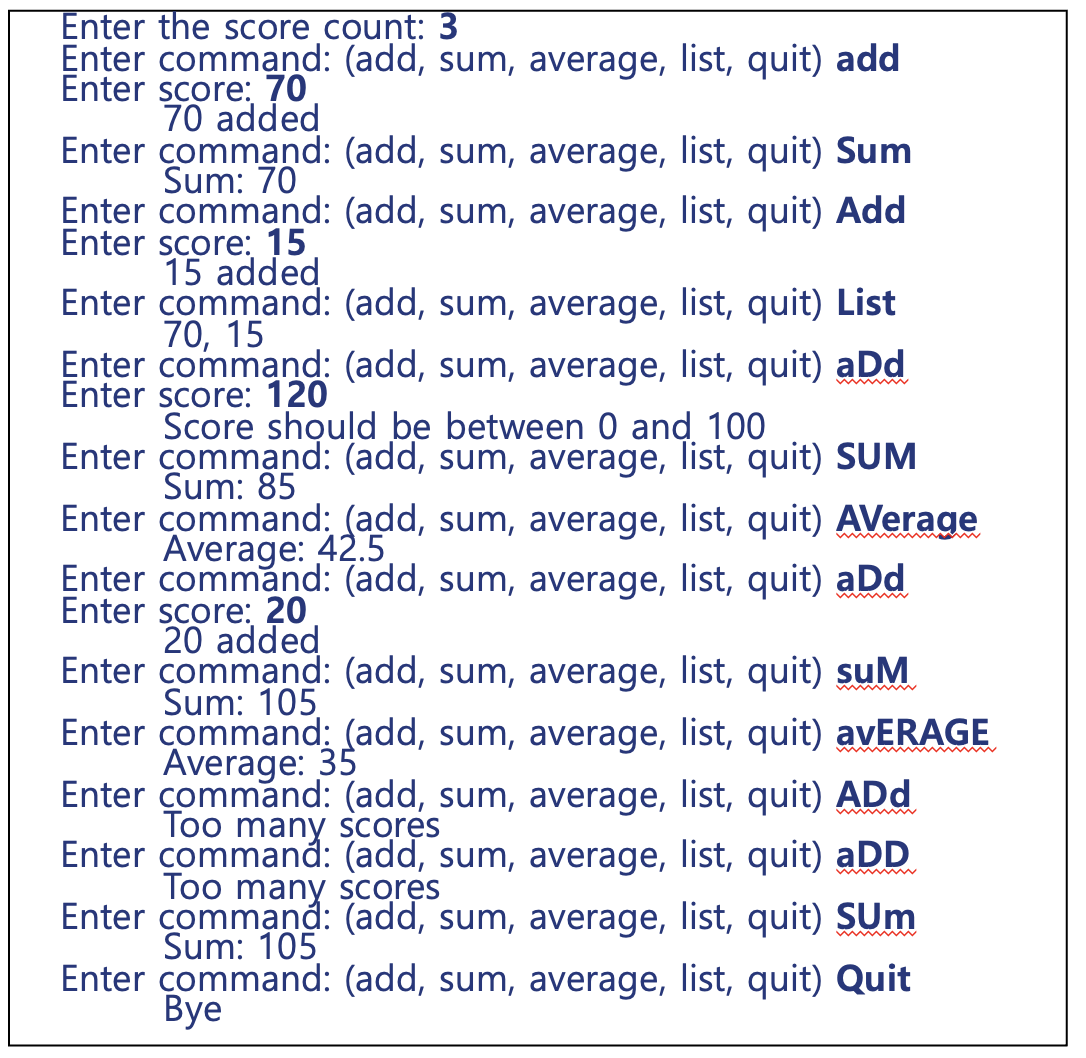 Enter the score count: 3
Enter command: (add, sum, average, list, quit) add
Enter score: 70
70 added
Enter command: (add, sum, average, list, quit) Sum
Sum: 70
Enter command: (add, sum, average, list, quit) Add
Enter score: 15
15 added
Enter command: (add, sum, average, list, quit) List
70, 15
Enter command: (add, sum, average, list, quit) aDd
Enter score: 120
Score should be between 0 and 100
Enter command: (add, sum, average, list, quit) SUM
Sum: 85
Enter command: (add, sum, average, list, quit) AVerage
Average: 42.5
Enter command: (add, sum, average, list, quit) aDd
Enter score: 20
20 added
Enter command: (add, sum, average, list, quit) suM
Sum: 105
Enter command: (add, sum, average, list, quit) avERAGE
Average: 35
Enter command: (add, sum, average, list, quit) ADd
Too many scores
Enter command: (add, sum, average, list, quit) aDD
Too many scores
Enter command: (add, sum, average, list, quit) SUm
Sum: 105
Enter command: (add, sum, average, list, quit) Quit
Bye